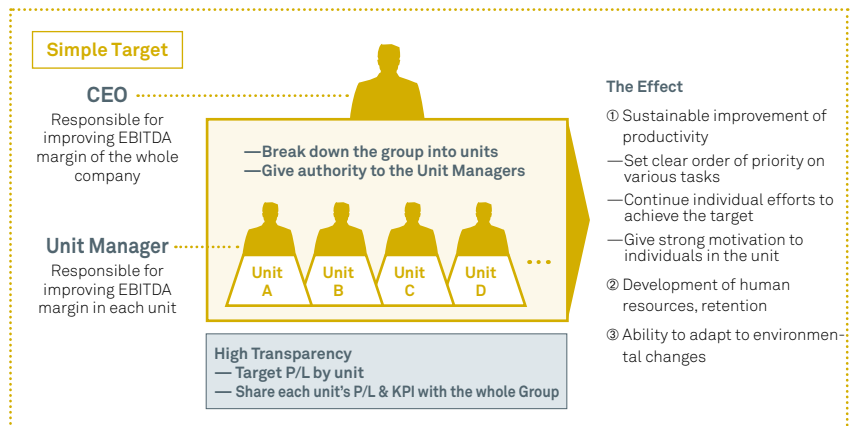 Simple Target
CEO
Responsible for
improving EBITDA
margin of the whole
company
—Break down the group into units
—Give authority to the Unit Managers
Unit Manager
Responsible for
improving EBITDA
margin in each unit
Unit
A
Unit
B
Unit
C
Unit
D
...
High Transparency
— Target P/L by unit
— Share each unit's P/L & KPI with the whole Group
The Effect
① Sustainable improvement of
productivity
—Set clear order of priority on
various tasks
—Continue individual efforts to
achieve the target
—Give strong motivation to
individuals in the unit
② Development of human
resources, retention
③ Ability to adapt to environmen-
tal changes